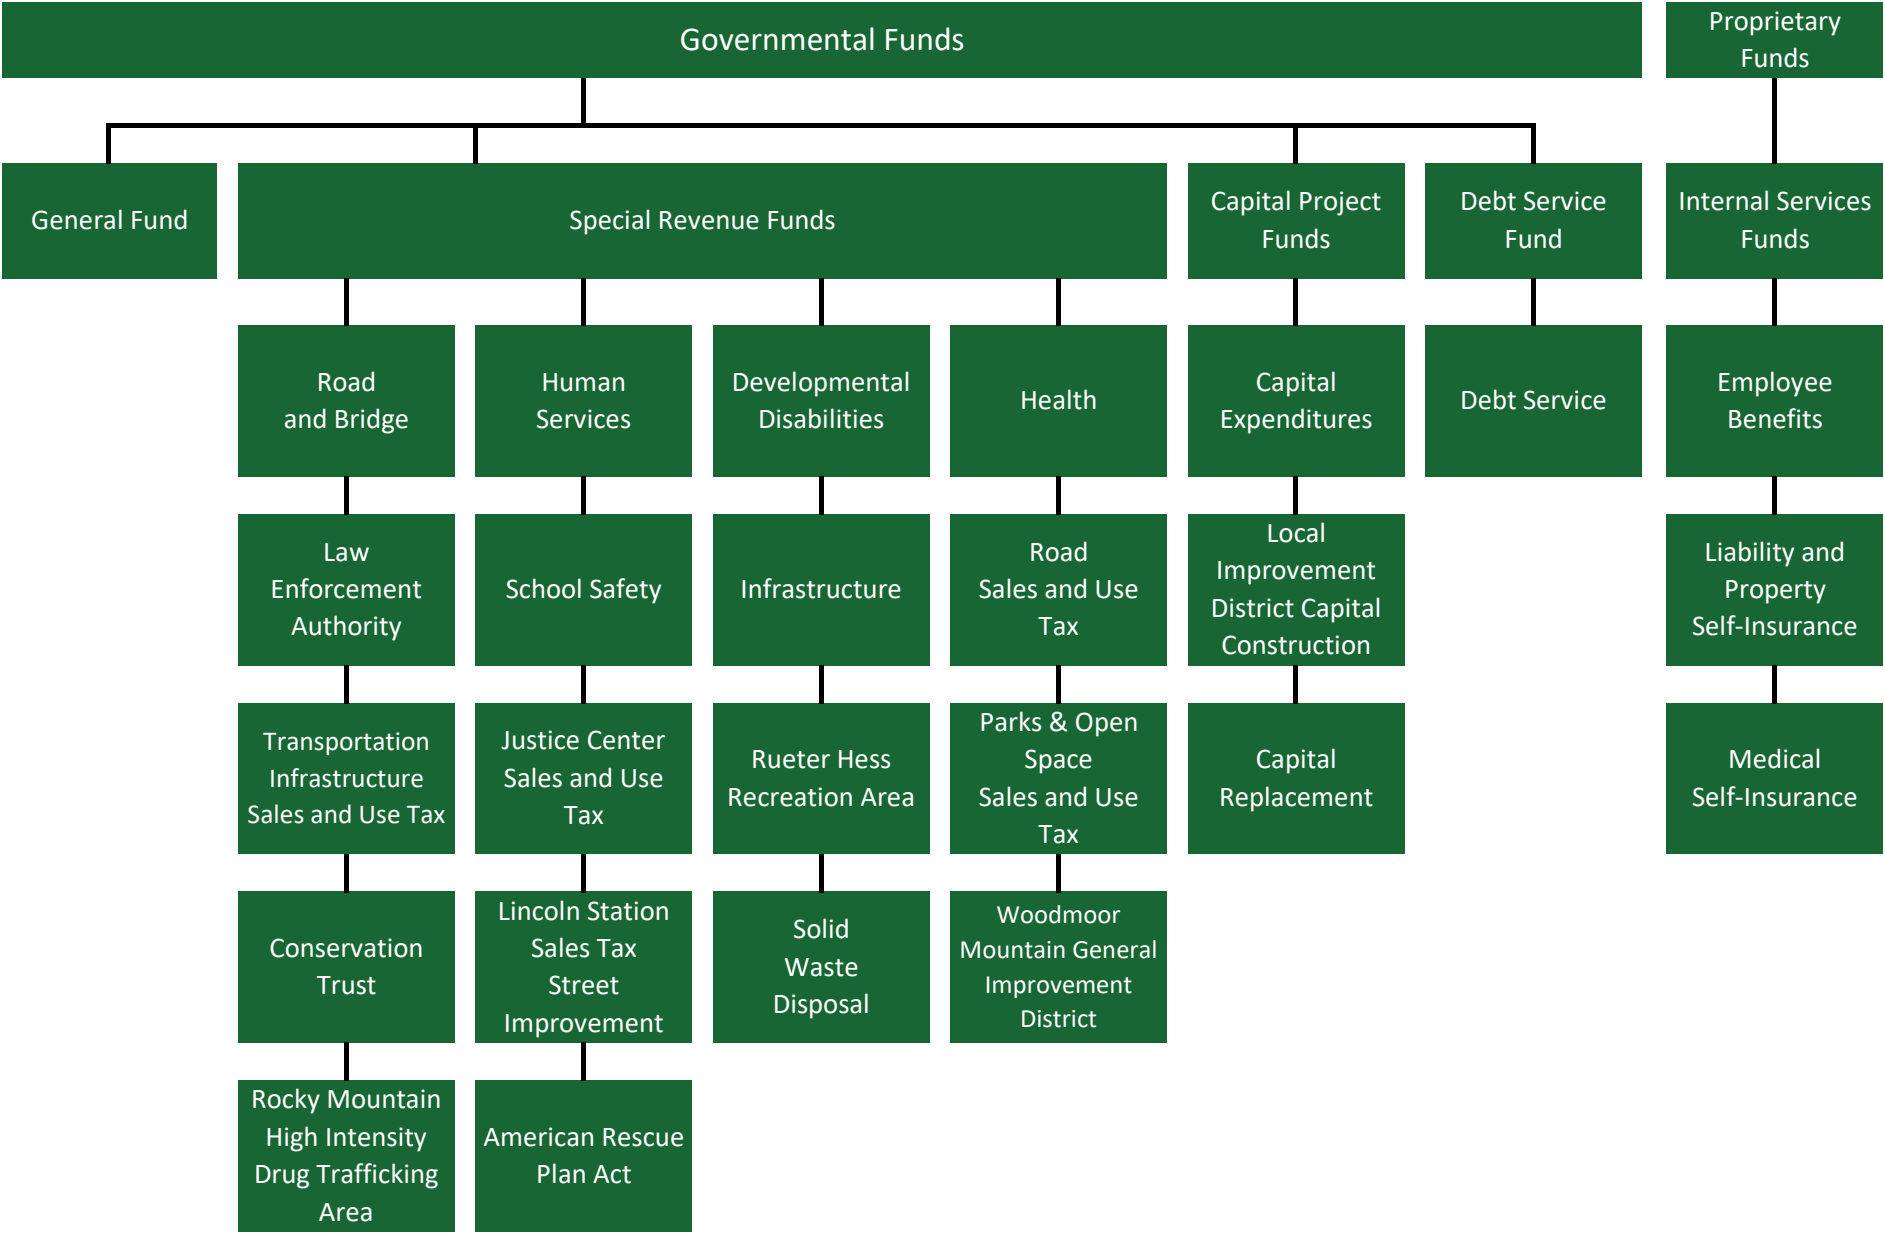 Governmental Funds
Proprietary
Funds
General Fund
Special Revenue Funds
Capital Project
Funds
Debt Service
Fund
Internal Services
Funds
Road
and Bridge
Human
Services
Developmental
Disabilities
Health
Capital
Expenditures
Debt Service
Employee
Benefits
Law
Enforcement
Authority
School Safety
Infrastructure
Road
Sales and Use
Tax
Local
Improvement
District Capital
Construction
Liability and
Property
Self-Insurance
Transportation
Infrastructure
Sales and Use Tax
Justice Center
Sales and Use
Tax
Rueter Hess
Recreation Area
Parks & Open
Space
Sales and Use
Tax
Capital
Replacement
Medical
Self-Insurance
Conservation
Trust
Lincoln Station
Sales Tax
Street
Improvement
Solid
Waste
Disposal
Woodmoor
Mountain General
Improvement
District
Rocky Mountain
High Intensity
Drug Trafficking
Area
American Rescue
Plan Act